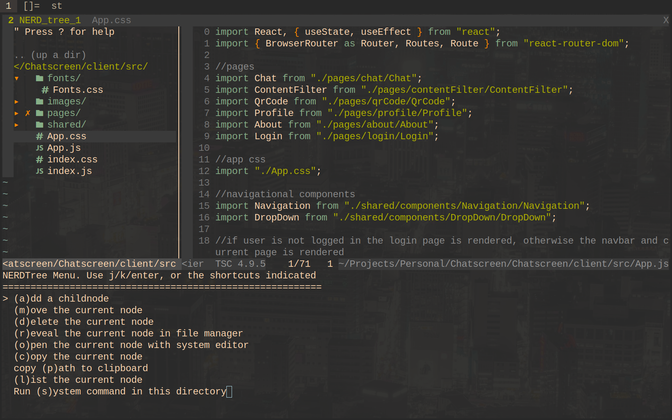 1 []= st
2 NERD_tree_1 App.css X
" Press ? for help
.. (up a dir)
</Chatscreen/client/src/
▾ fonts/
# Fonts.css
▸ images/
▸ ✗ pages/
▸ shared/
# App.css
JS App.js
# index.css
JS index.js
~
~
~
~
~
~
~
0 import React, { useState, useEffect } from "react";
1 import { BrowserRouter as Router, Routes, Route } from "react-router-dom";
2
3 //pages
4 import Chat from "./pages/chat/Chat";
5 import ContentFilter from "./pages/contentFilter/ContentFilter";
6 import QrCode from "./pages/qrCode/QrCode";
7 import Profile from "./pages/profile/Profile";
8 import About from "./pages/about/About";
9 import Login from "./pages/login/Login";
10
11 //app css
12 import "./App.css";
13
14 //navigational components
15 import Navigation from "./shared/components/Navigation/Navigation";
16 import DropDown from "./shared/components/DropDown/DropDown";
17
18 //if user is not logged in the login page is rendered, otherwise the navbar and c
urrent page is rendered
<atscreen/Chatscreen/client/src <ier TSC 4.9.5 1/71 1 ~/Projects/Personal/Chatscreen/Chatscreen/client/src/App.js
NERDTree Menu. Use j/k/enter, or the shortcuts indicated
=========================================================
> (a)dd a childnode
(m)ove the current node
(d)elete the current node
(r)eveal the current node in file manager
(o)pen the current node with system editor
(c)opy the current node
copy (p)ath to clipboard
(l)ist the current node
Run (s)ystem command in this directory